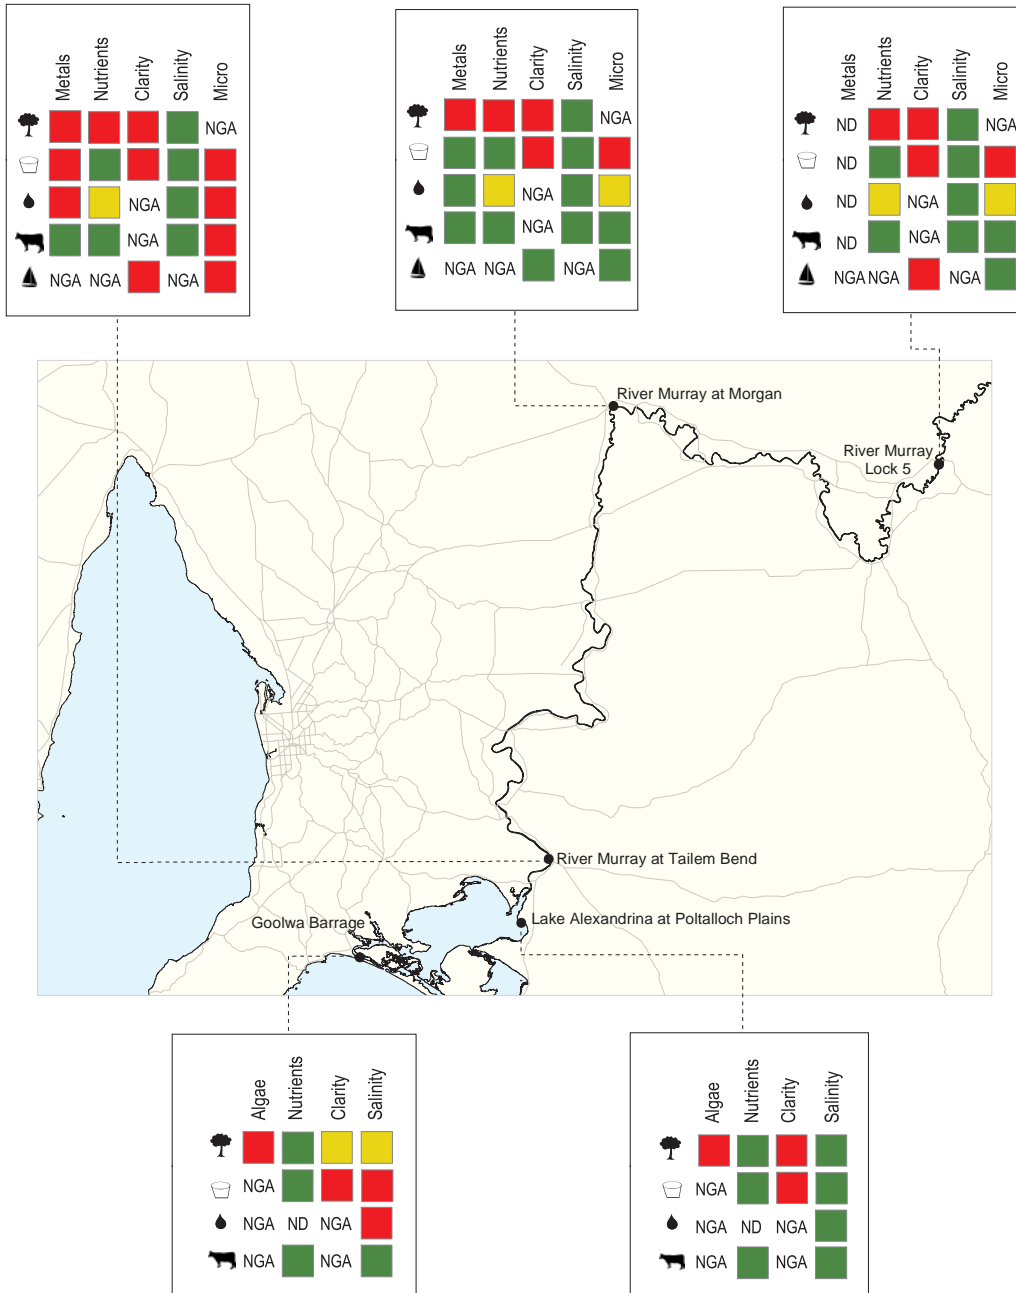 Metals Nutrients Clarity Salinity Micro
NGA
NGA
NGA
NGA NGA NGA
Metals Nutrients Clarity Salinity Micro
NGA
NGA
NGA
NGA NGA NGA
Metals Nutrients Clarity Salinity Micro
ND NGA
ND
ND NGA
ND NGA
NGA NGA NGA
River Murray at Morgan
River Murray
Lock 5
River Murray at Tailem Bend
Lake Alexandrina at Poltalloch Plains
Goolwa Barrage
Algae Nutrients Clarity Salinity
NGA
NGA ND NGA
NGA NGA
Algae Nutrients Clarity Salinity
NGA
NGA ND NGA
NGA NGA